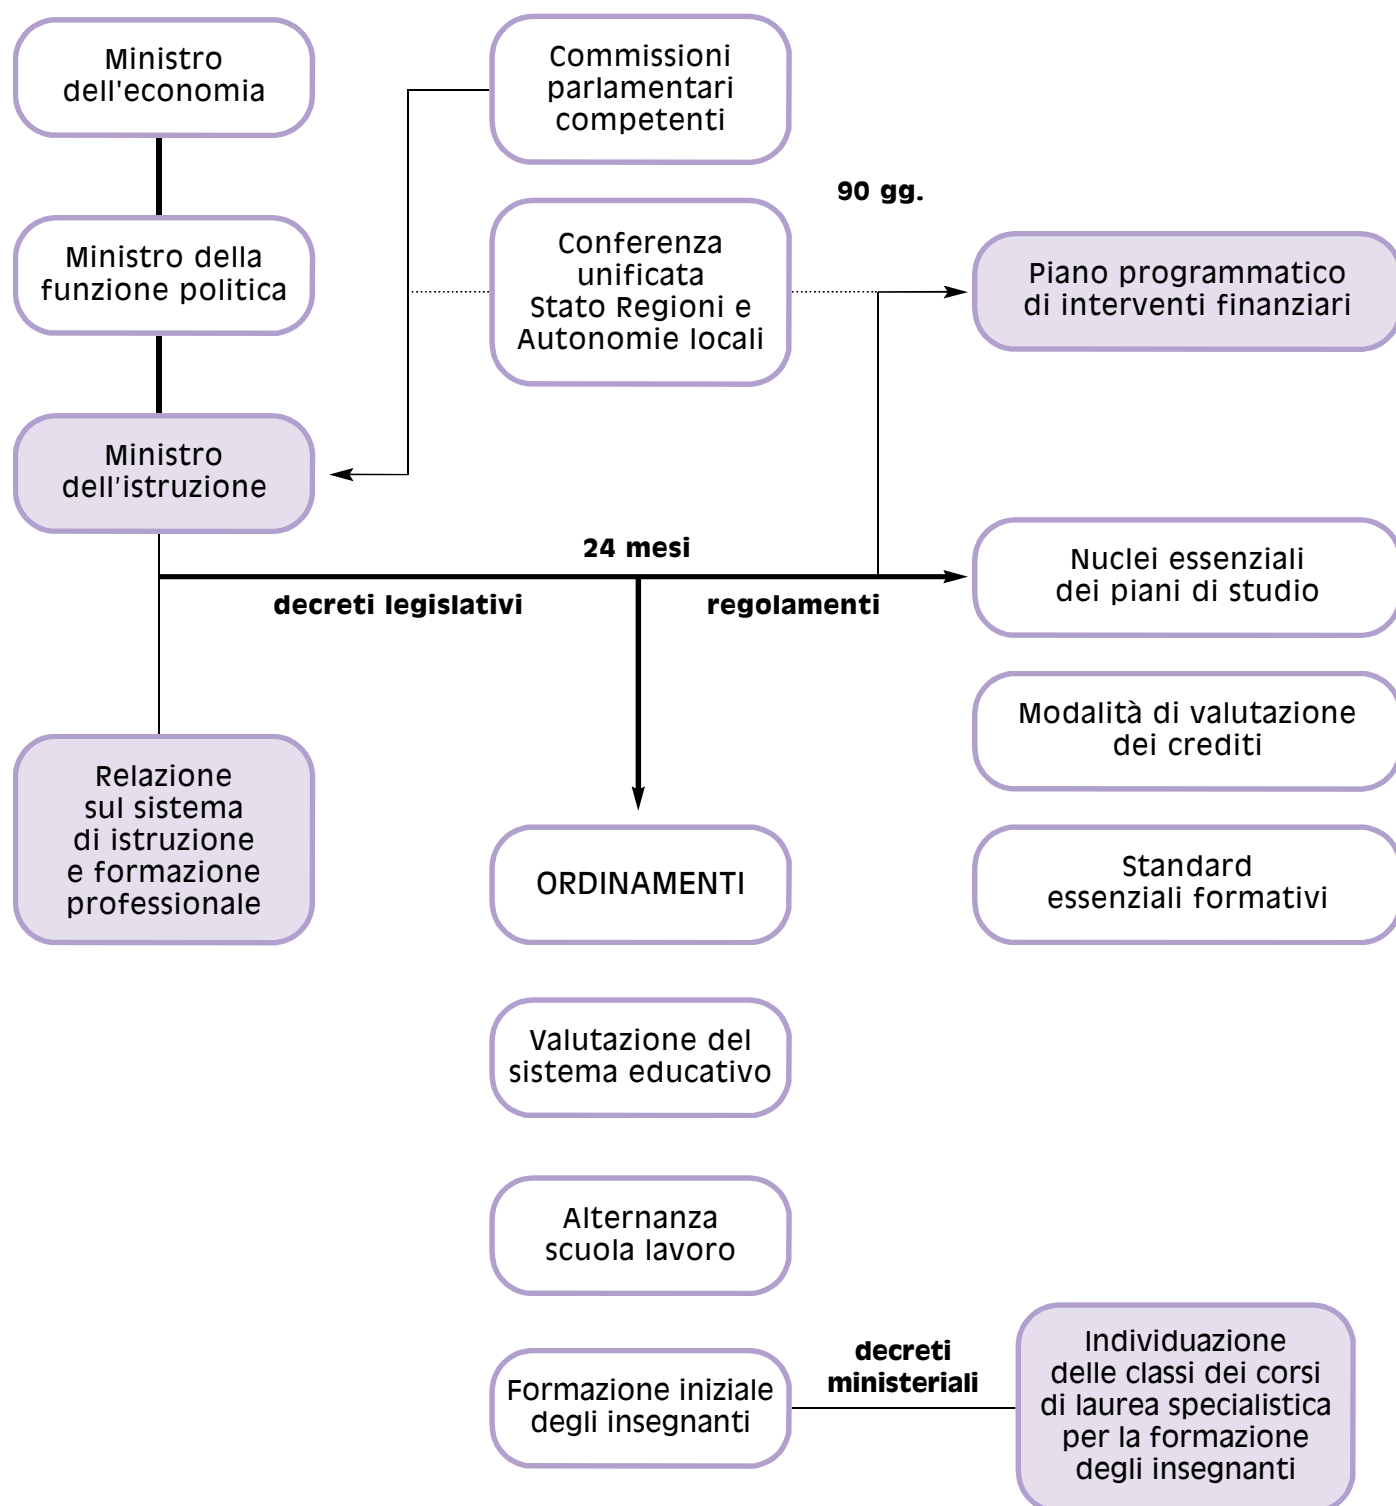 Ministro
dell'economia
Commissioni
parlamentari
competenti
90 gg.
Ministro della
funzione politica
Conferenza
unificata
Stato Regioni e
Autonomie locali
Piano programmatico
di interventi finanziari
Ministro
dell'istruzione
24 mesi
decreti legislativi
regolamenti
Nuclei essenziali
dei piani di studio
Modalità di valutazione
dei crediti
Relazione
sul sistema
di istruzione
e formazione
professionale
ORDINAMENTI
Standard
essenziali formativi
Valutazione del
sistema educativo
Alternanza
scuola lavoro
Formazione iniziale
degli insegnanti
decreti
ministeriali
Individuazione
delle classi dei corsi
di laurea specialistica
per la formazione
degli insegnanti